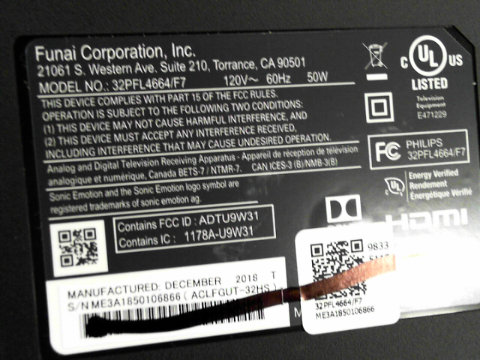 Funai Corporation, Inc.
21061 S. Western Ave, Suite 210, Torrance, CA 90501
MODEL NO.: 32PFL4664/F7 120V~ 60Hz 50W
THIS DEVICE COMPLIES WITH PART 15 OF THE FCC RULES.
OPERATION IS SUBJECT TO THE FOLLOWING TWO CONDITIONS:
(1) THIS DEVICE MAY NOT CAUSE HARMFUL INTERFERENCE, AND
(2) THIS DEVICE MUST ACCEPT ANY INTERFERENCE RECEIVED,
INCLUDING INTERFERENCE THAT MAY CAUSE UNDESIRED OPERATION.
Analog and Digital Television Receiving Apparatus - Appareil de réception de télévision
analogique et numérique, Canada BETS-7 / NTMR-7. CAN ICES-3 (B)/NMB-3(B)
Sonic Emotion and the Sonic Emotion logo symbol are
registered trademarks of sonic emotion ag.
Contains FCC ID : ADTU9W31
Contains IC : 1178A-U9W31
C UL US
LISTED
Television
Equipment
E471229
FC PHILIPS
32PFL4664/F7
UL Energy Verified
Rendement
Énergétique Vérifié
HDMI
MANUFACTURED: DECEMBER 2018 T
S/N ME3A1850106866 (ACLFGUT-32HS)
9833
32PFL4664/F7
ME3A1850106866